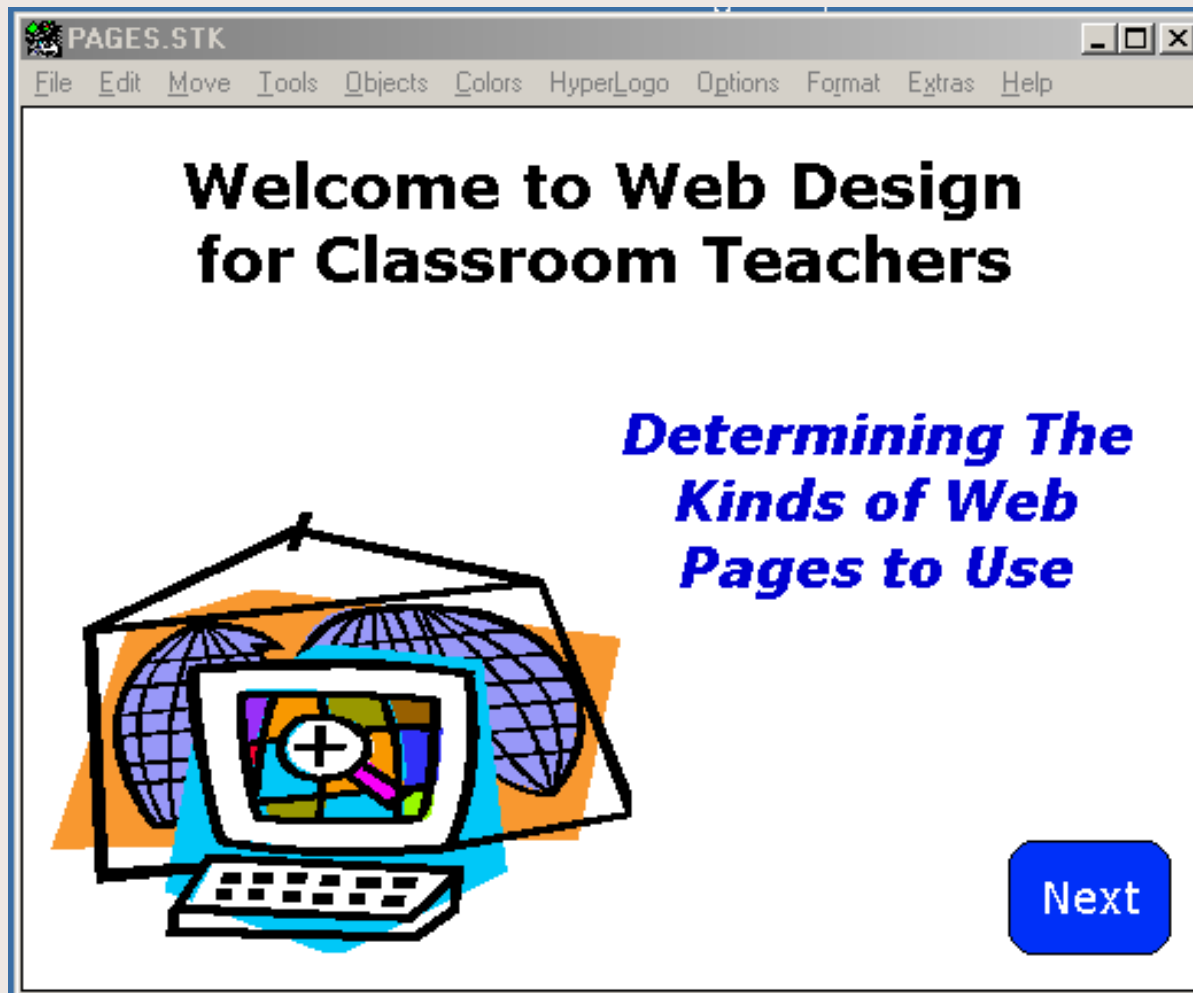 PAGES.STK
File Edit Move Tools Objects Colors HyperLogo Options Format Extras Help
Welcome to Web Design
for Classroom Teachers
Determining The
Kinds of Web
Pages to Use
Next